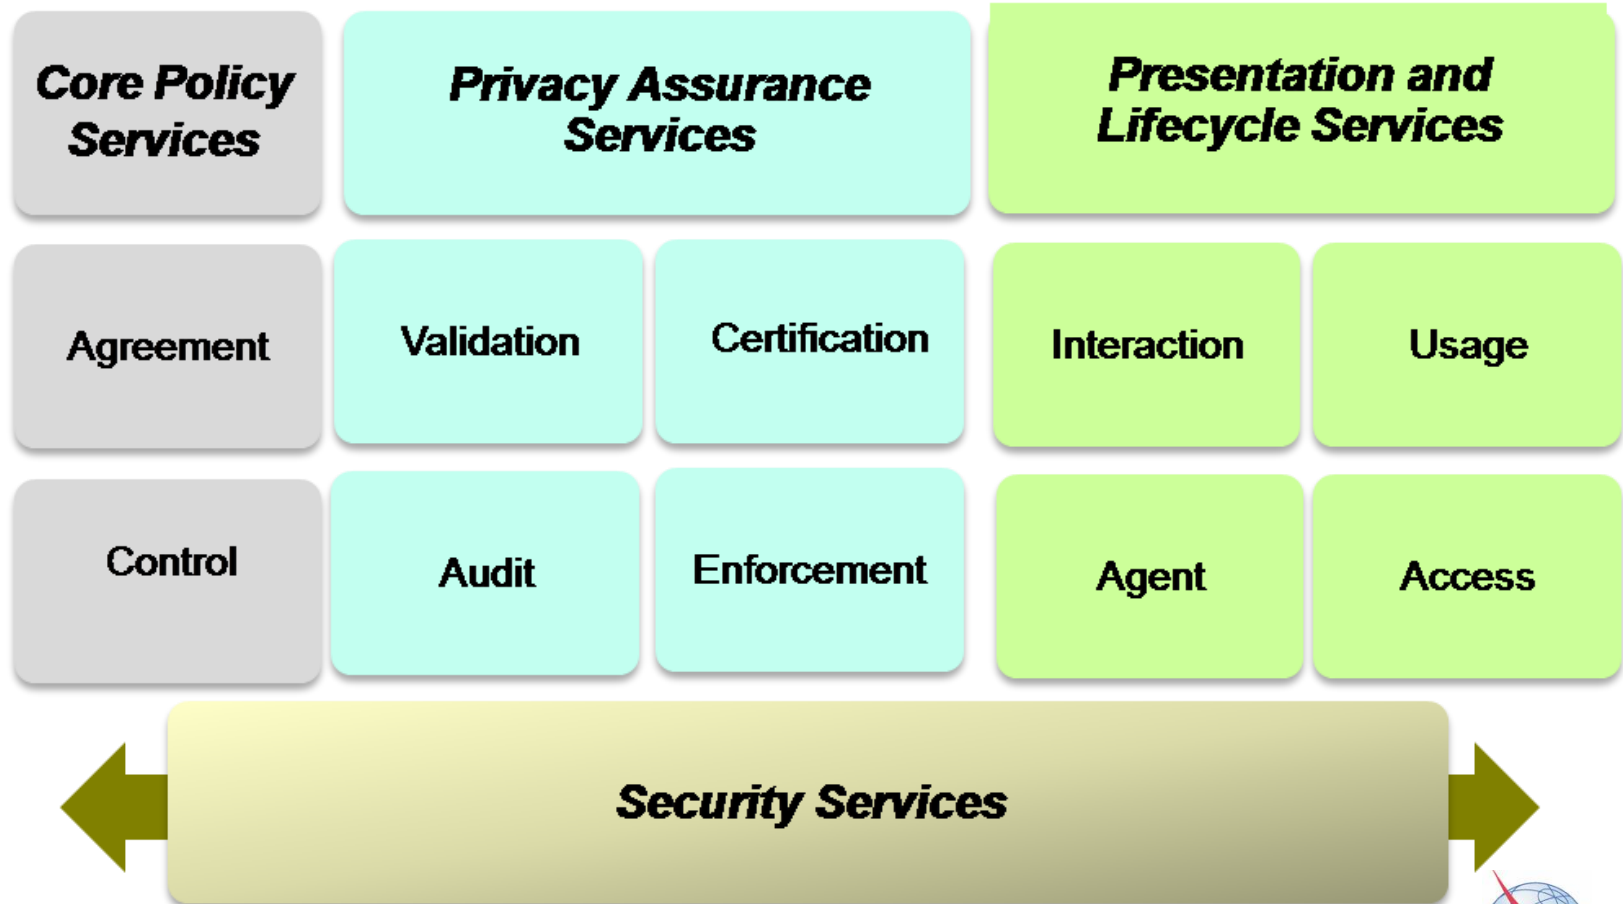 Core Policy
Services
Privacy Assurance
Services
Presentation and
Lifecycle Services
Agreement
Validation
Certification
Interaction
Usage
Control
Audit
Enforcement
Agent
Access
Security Services